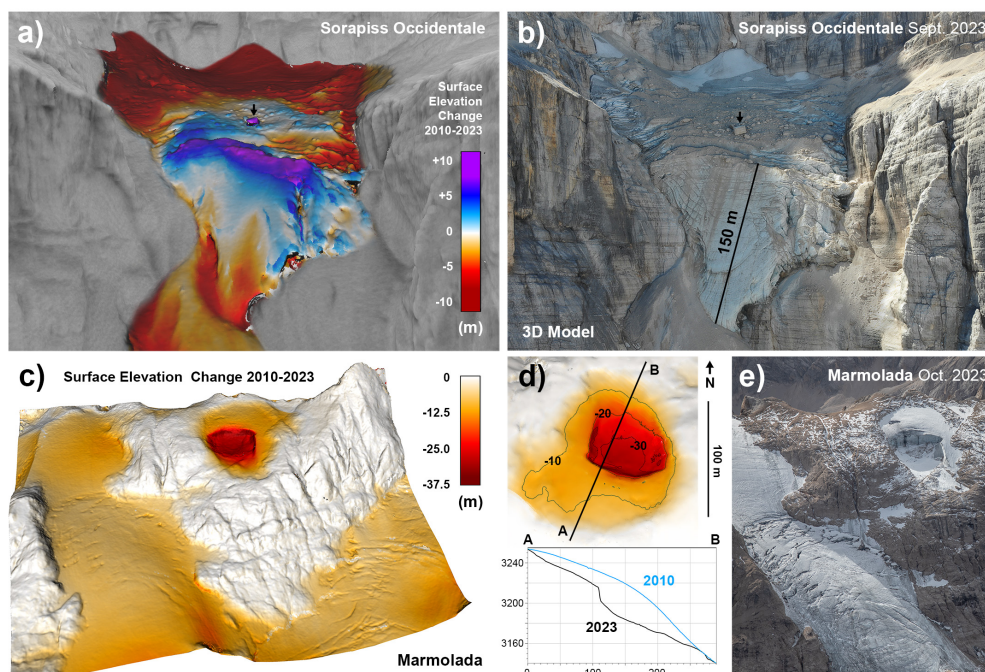 a)
Sorapiss Occidentale
Surface
Elevation
Change
2010-2023
+10
+5
0
-5
-10
(m)
b)
Sorapiss Occidentale Sept. 2023
150 m
3D Model
c)
Surface Elevation Change 2010-2023
0
-12.5
-25.0
-37.5
(m)
Marmolada
d)
B
N
-20
-30
-10
100 m
A
A
B
3240
3200
3160
2010
2023
0
100
200
e)
Marmolada Oct. 2023